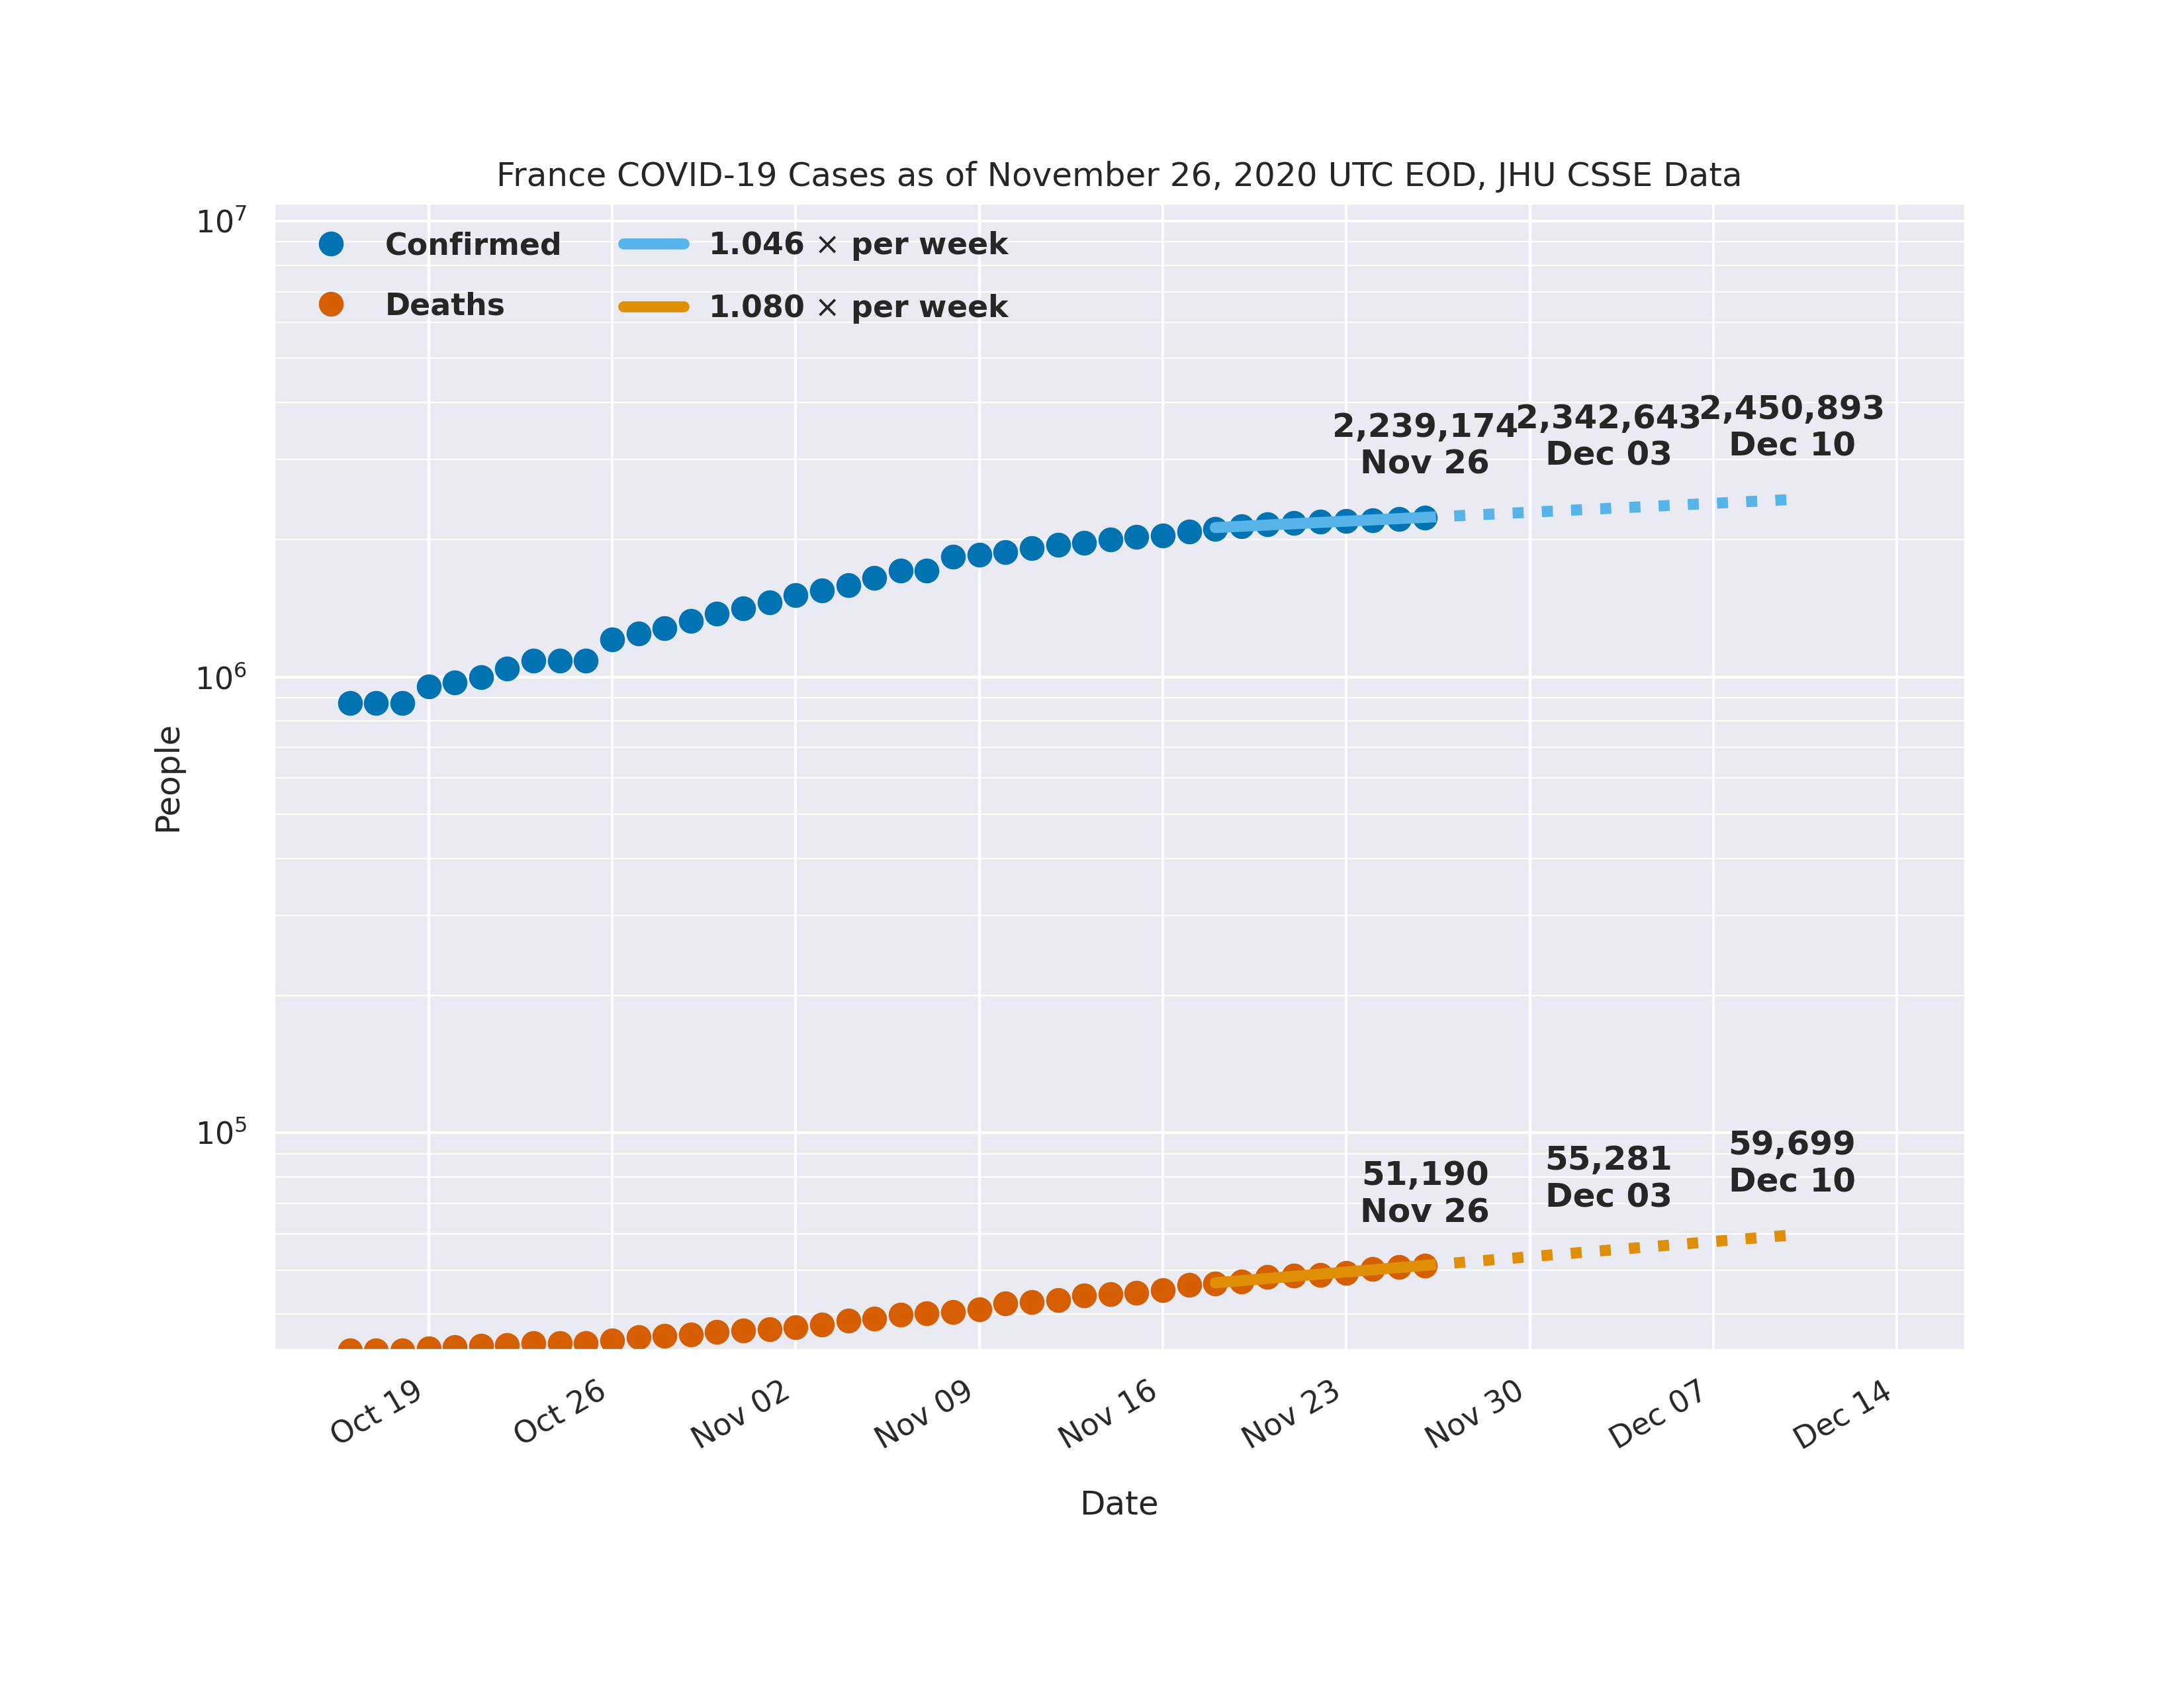 France COVID-19 Cases as of November 26, 2020 UTC EOD, JHU CSSE Data
10⁷
Confirmed
1.046 × per week
Deaths
1.080 × per week
2,239,174
Nov 26
2,342,643
Dec 03
2,450,893
Dec 10
10⁶
People
10⁵
51,190
Nov 26
55,281
Dec 03
59,699
Dec 10
Oct 19
Oct 26
Nov 02
Nov 09
Nov 16
Nov 23
Nov 30
Dec 07
Dec 14
Date